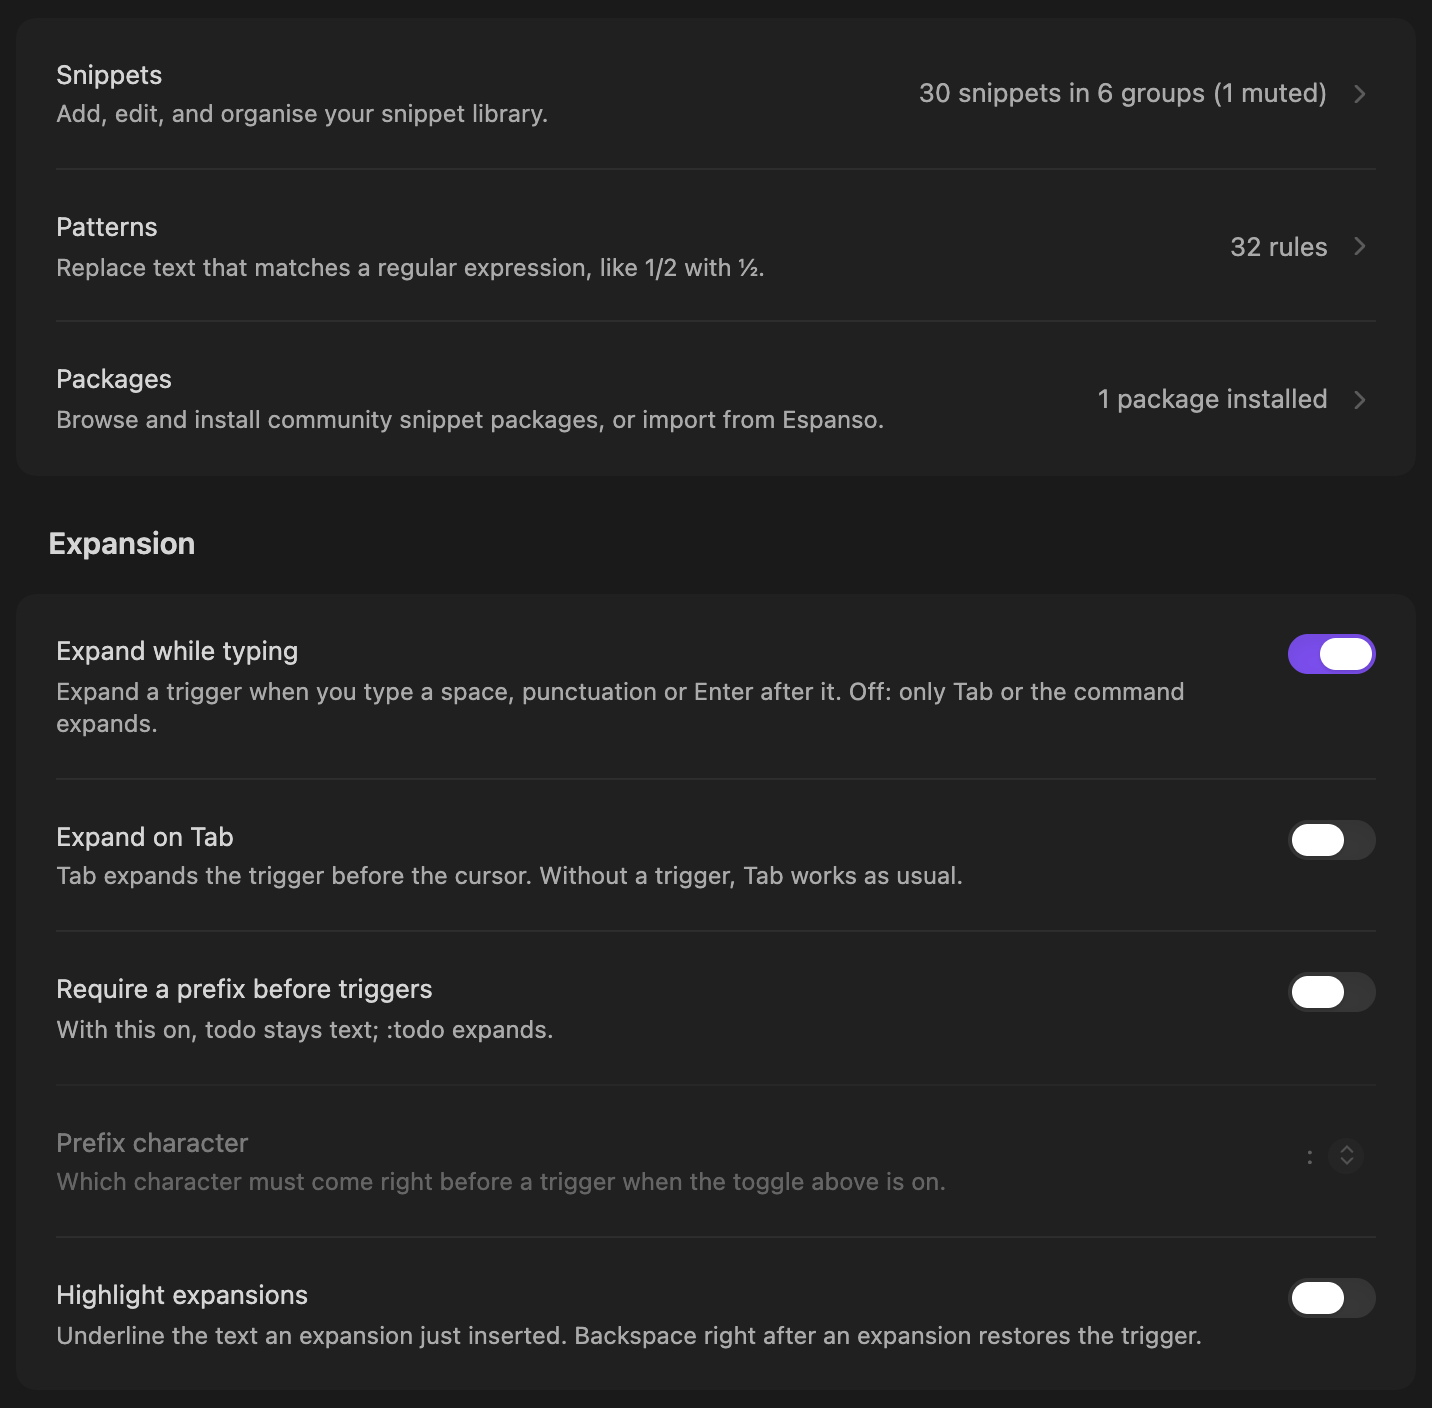 Snippets
Add, edit, and organise your snippet library.
30 snippets in 6 groups (1 muted)
Patterns
Replace text that matches a regular expression, like 1/2 with ½.
32 rules
Packages
Browse and install community snippet packages, or import from Espanso.
1 package installed
Expansion
Expand while typing
Expand a trigger when you type a space, punctuation or Enter after it. Off: only Tab or the command
expands.
Expand on Tab
Tab expands the trigger before the cursor. Without a trigger, Tab works as usual.
Require a prefix before triggers
With this on, todo stays text; :todo expands.
Prefix character
Which character must come right before a trigger when the toggle above is on.
:
Highlight expansions
Underline the text an expansion just inserted. Backspace right after an expansion restores the trigger.